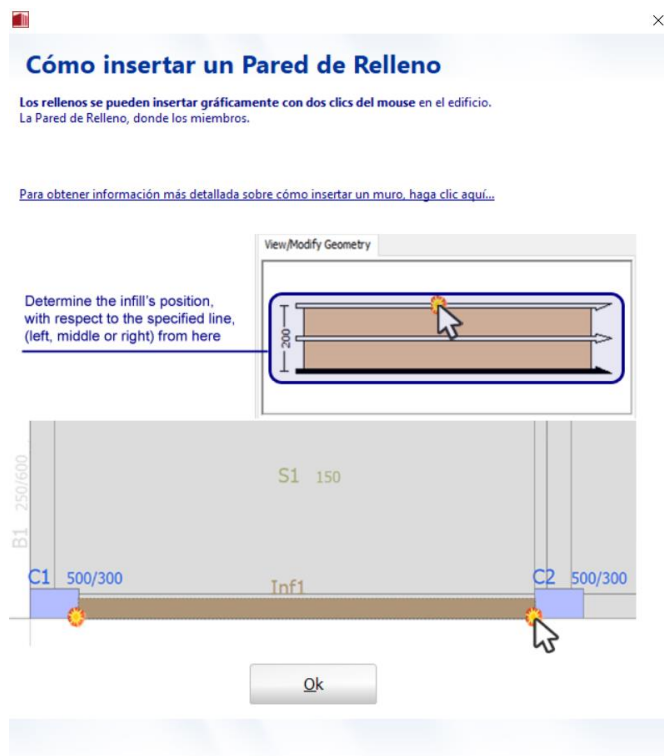 Cómo insertar un Pared de Relleno
Los rellenos se pueden insertar gráficamente con dos clics del mouse en el edificio.
La Pared de Relleno, donde los miembros.
Para obtener información más detallada sobre cómo insertar un muro, haga clic aquí...
View/Modify Geometry
Determine the infill's position,
with respect to the specified line,
(left, middle or right) from here
200
B1 250/600
S1 150
C1 500/300
Inf1
C2 500/300
Ok